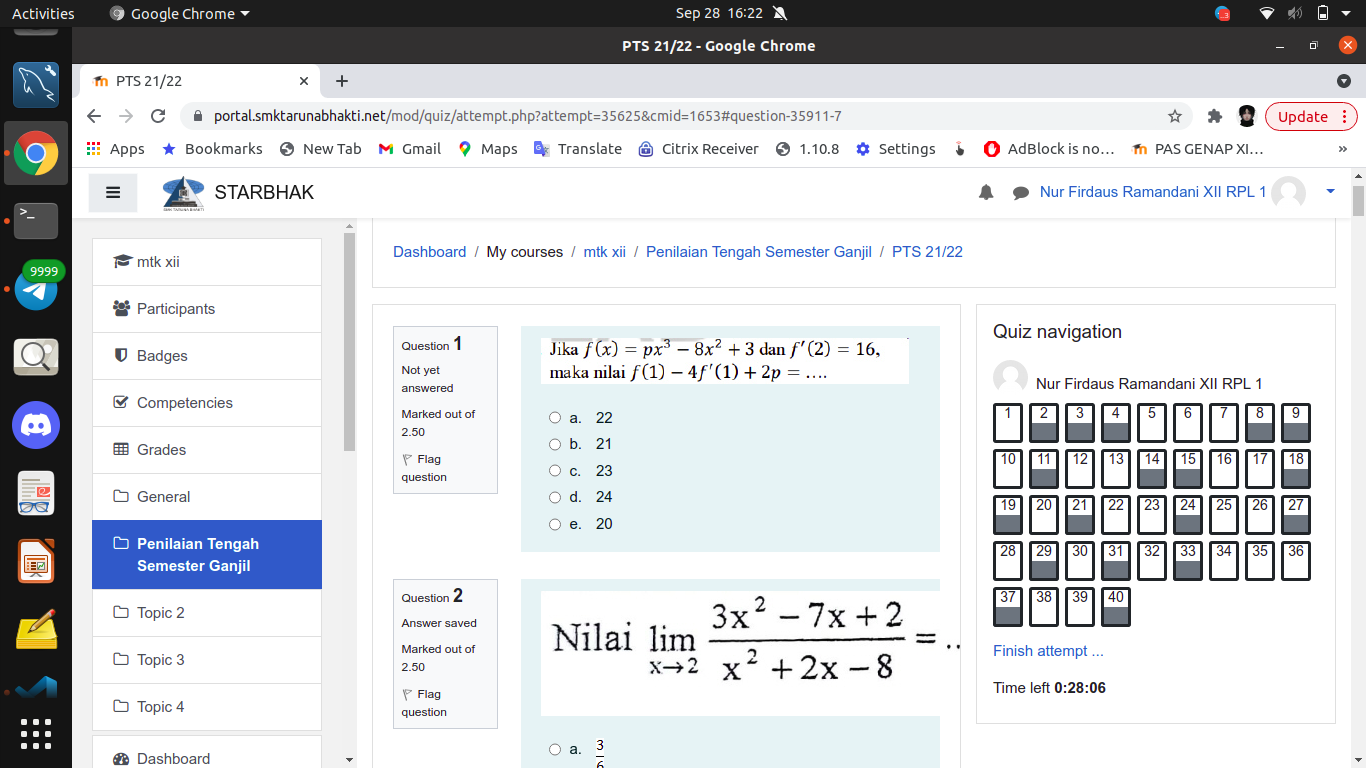 Activities
Google Chrome
Sep 28 16:22
3
PTS 21/22 - Google Chrome
PTS 21/22
portal.smktarunabhakti.net/mod/quiz/attempt.php?attempt=35625&cmid=1653#question-35911-7
Update
Apps
Bookmarks
New Tab
Gmail
Maps
Translate
Citrix Receiver
1.10.8
Settings
AdBlock is no...
PAS GENAP XI...
»
STARBHAK
Nur Firdaus Ramandani XII RPL 1
9999
mtk xii
Participants
Badges
Competencies
Grades
General
Penilaian Tengah
Semester Ganjil
Topic 2
Topic 3
Topic 4
Dashboard
Dashboard / My courses / mtk xii / Penilaian Tengah Semester Ganjil / PTS 21/22
Question 1
Not yet
answered
Marked out of
2.50
Flag
question
Jika f(x) = px³ − 8x² + 3 dan f′(2) = 16,
maka nilai f(1) − 4f′(1) + 2p = ....
a. 22
b. 21
c. 23
d. 24
e. 20
Question 2
Answer saved
Marked out of
2.50
Flag
question
Nilai lim x→2 (3x² − 7x + 2)/(x² + 2x − 8) = ..
a. 3/6
Quiz navigation
Nur Firdaus Ramandani XII RPL 1
1 2 3 4 5 6 7 8 9
10 11 12 13 14 15 16 17 18
19 20 21 22 23 24 25 26 27
28 29 30 31 32 33 34 35 36
37 38 39 40
Finish attempt ...
Time left 0:28:06